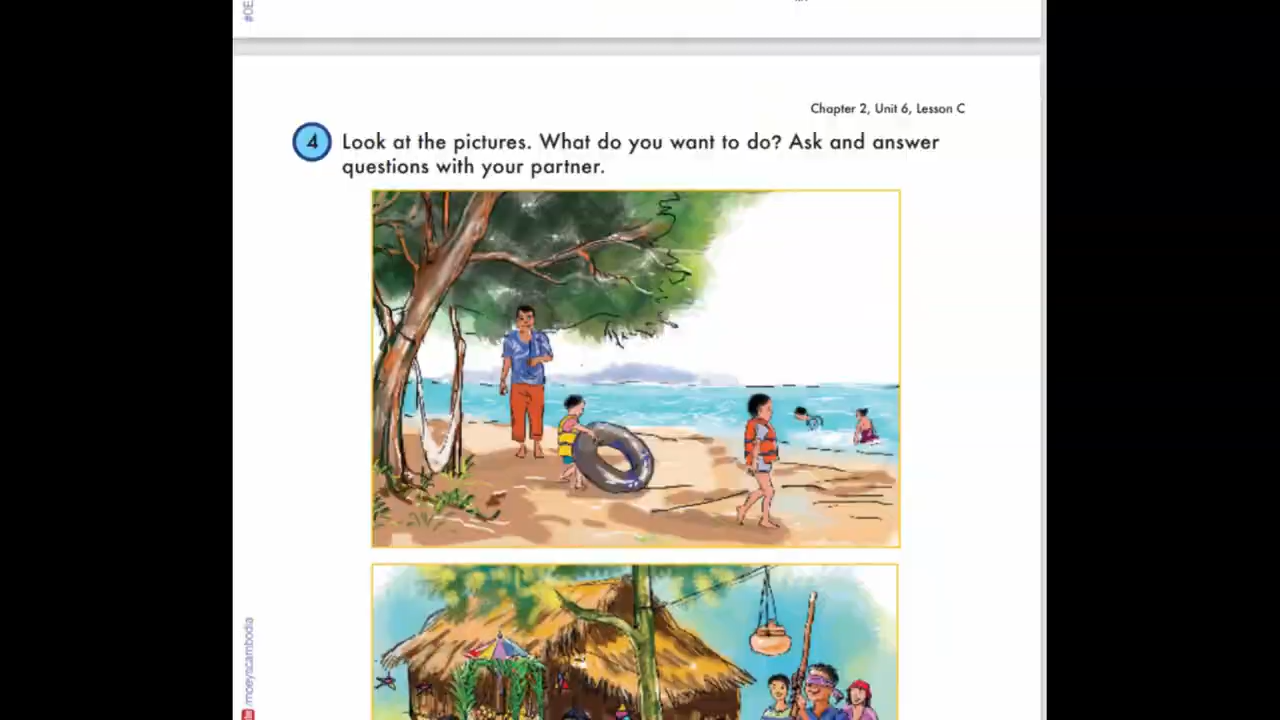 #0E
Chapter 2, Unit 6, Lesson C
4 Look at the pictures. What do you want to do? Ask and answer
questions with your partner.
/moeyscambodia